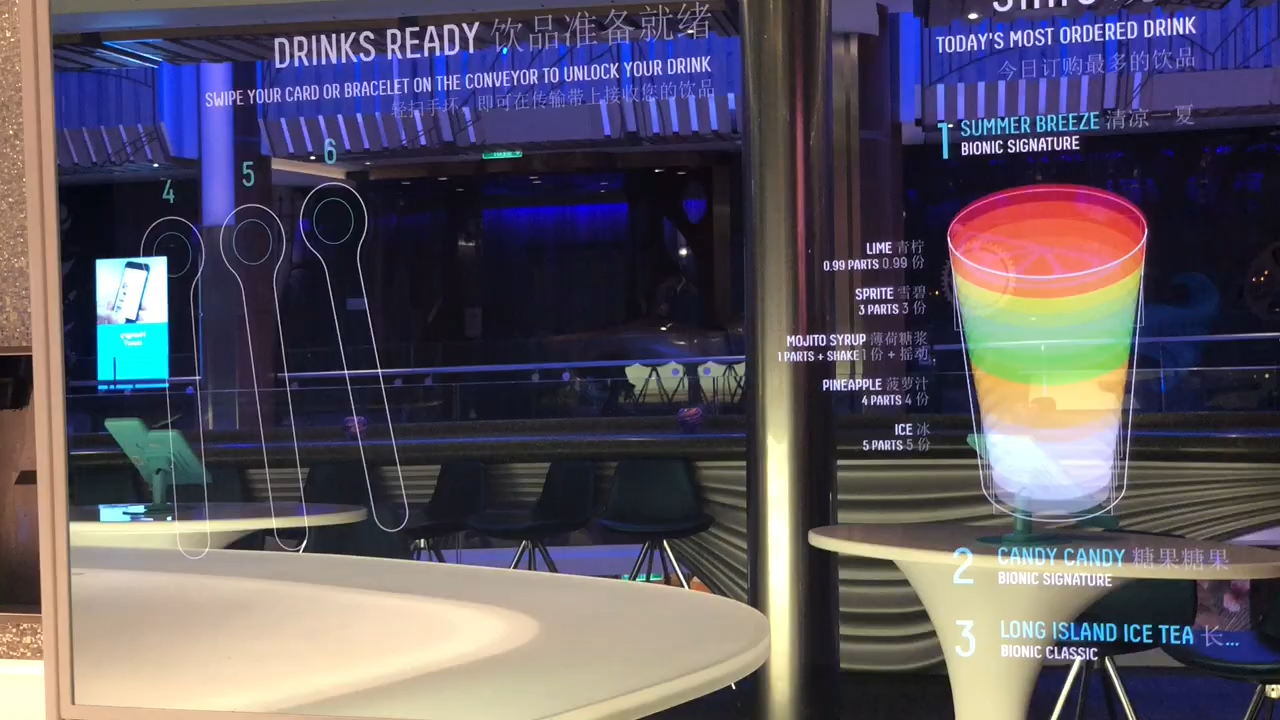 DRINKS READY 饮品准备就绪
SWIPE YOUR CARD OR BRACELET ON THE CONVEYOR TO UNLOCK YOUR DRINK
轻扫手环，即可在传输带上接收您的饮品
4
5
6
TODAY'S MOST ORDERED DRINK
今日订购最多的饮品
1 SUMMER BREEZE 清凉一夏
BIONIC SIGNATURE
LIME 青柠
0.99 PARTS 0.99 份
SPRITE 雪碧
3 PARTS 3 份
MOJITO SYRUP 薄荷糖浆
1 PARTS + SHAKE 1 份 + 摇动
PINEAPPLE 菠萝汁
4 PARTS 4 份
ICE 冰
5 PARTS 5 份
2 CANDY CANDY 糖果糖果
BIONIC SIGNATURE
3 LONG ISLAND ICE TEA 长...
BIONIC CLASSIC